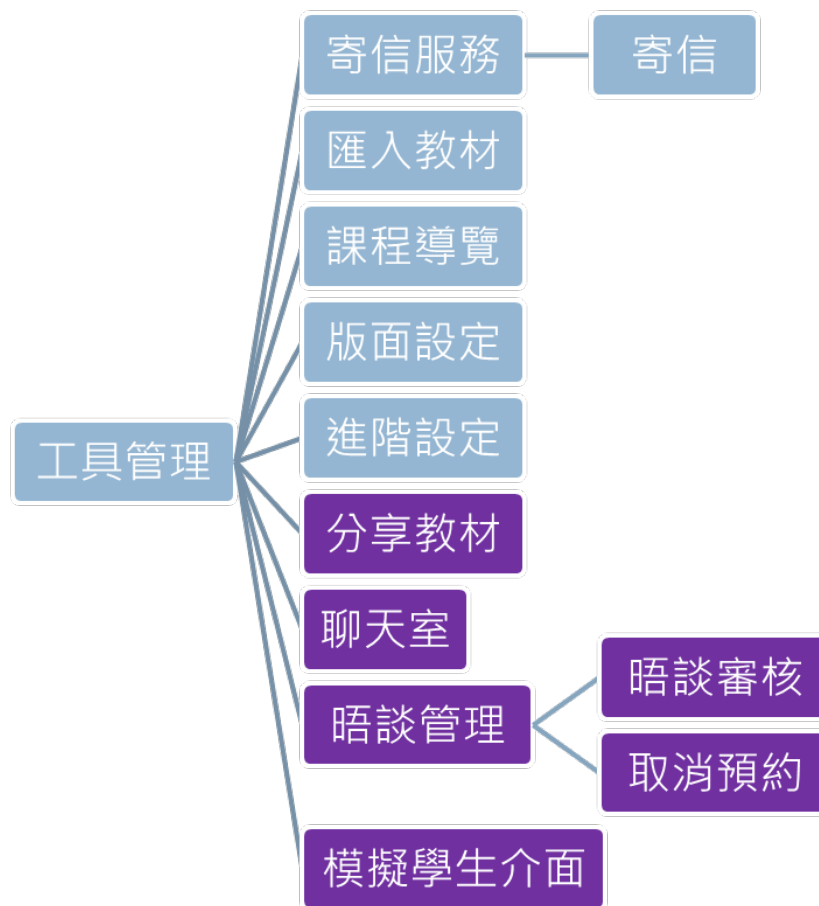 寄信服務
寄信
匯入教材
課程導覽
版面設定
進階設定
工具管理
分享教材
聊天室
晤談審核
晤談管理
取消預約
模擬學生介面